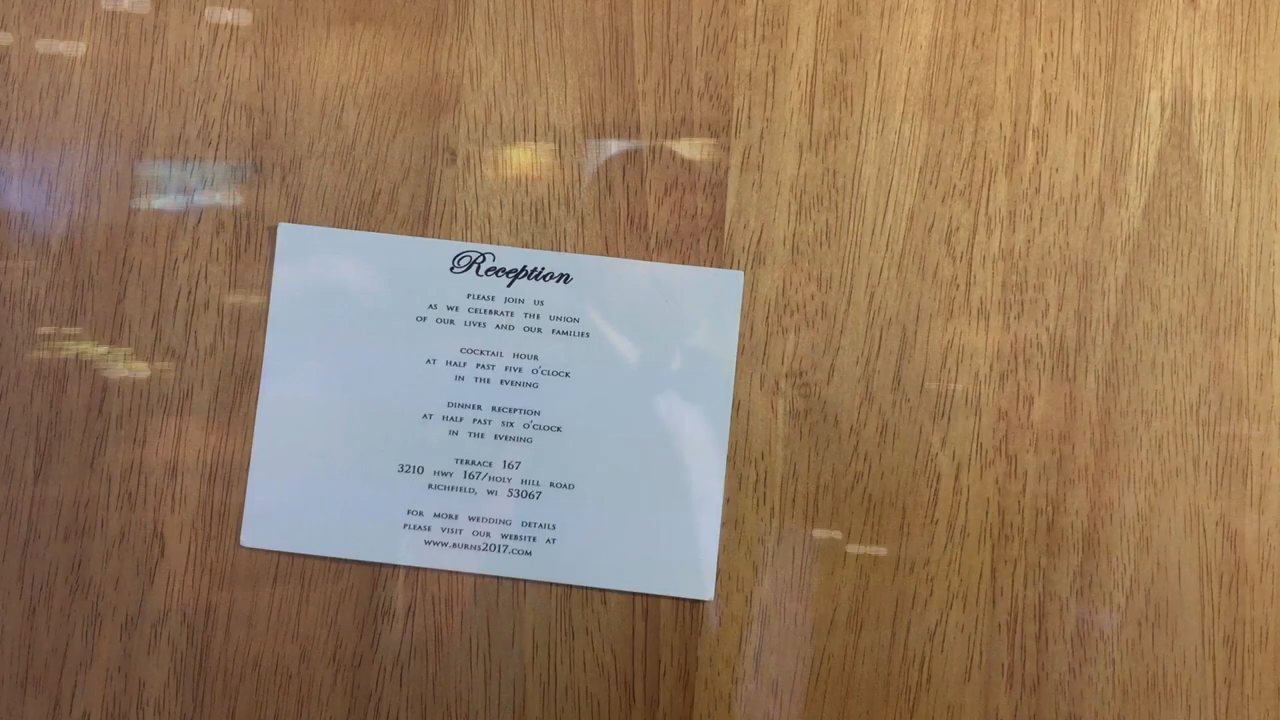 Reception
PLEASE JOIN US
AS WE CELEBRATE THE UNION
OF OUR LIVES AND OUR FAMILIES
COCKTAIL HOUR
AT HALF PAST FIVE O'CLOCK
IN THE EVENING
DINNER RECEPTION
AT HALF PAST SIX O'CLOCK
IN THE EVENING
TERRACE 167
3210 HWY 167/HOLY HILL ROAD
RICHFIELD, WI 53067
FOR MORE WEDDING DETAILS
PLEASE VISIT OUR WEBSITE AT
WWW.BURNS2017.COM